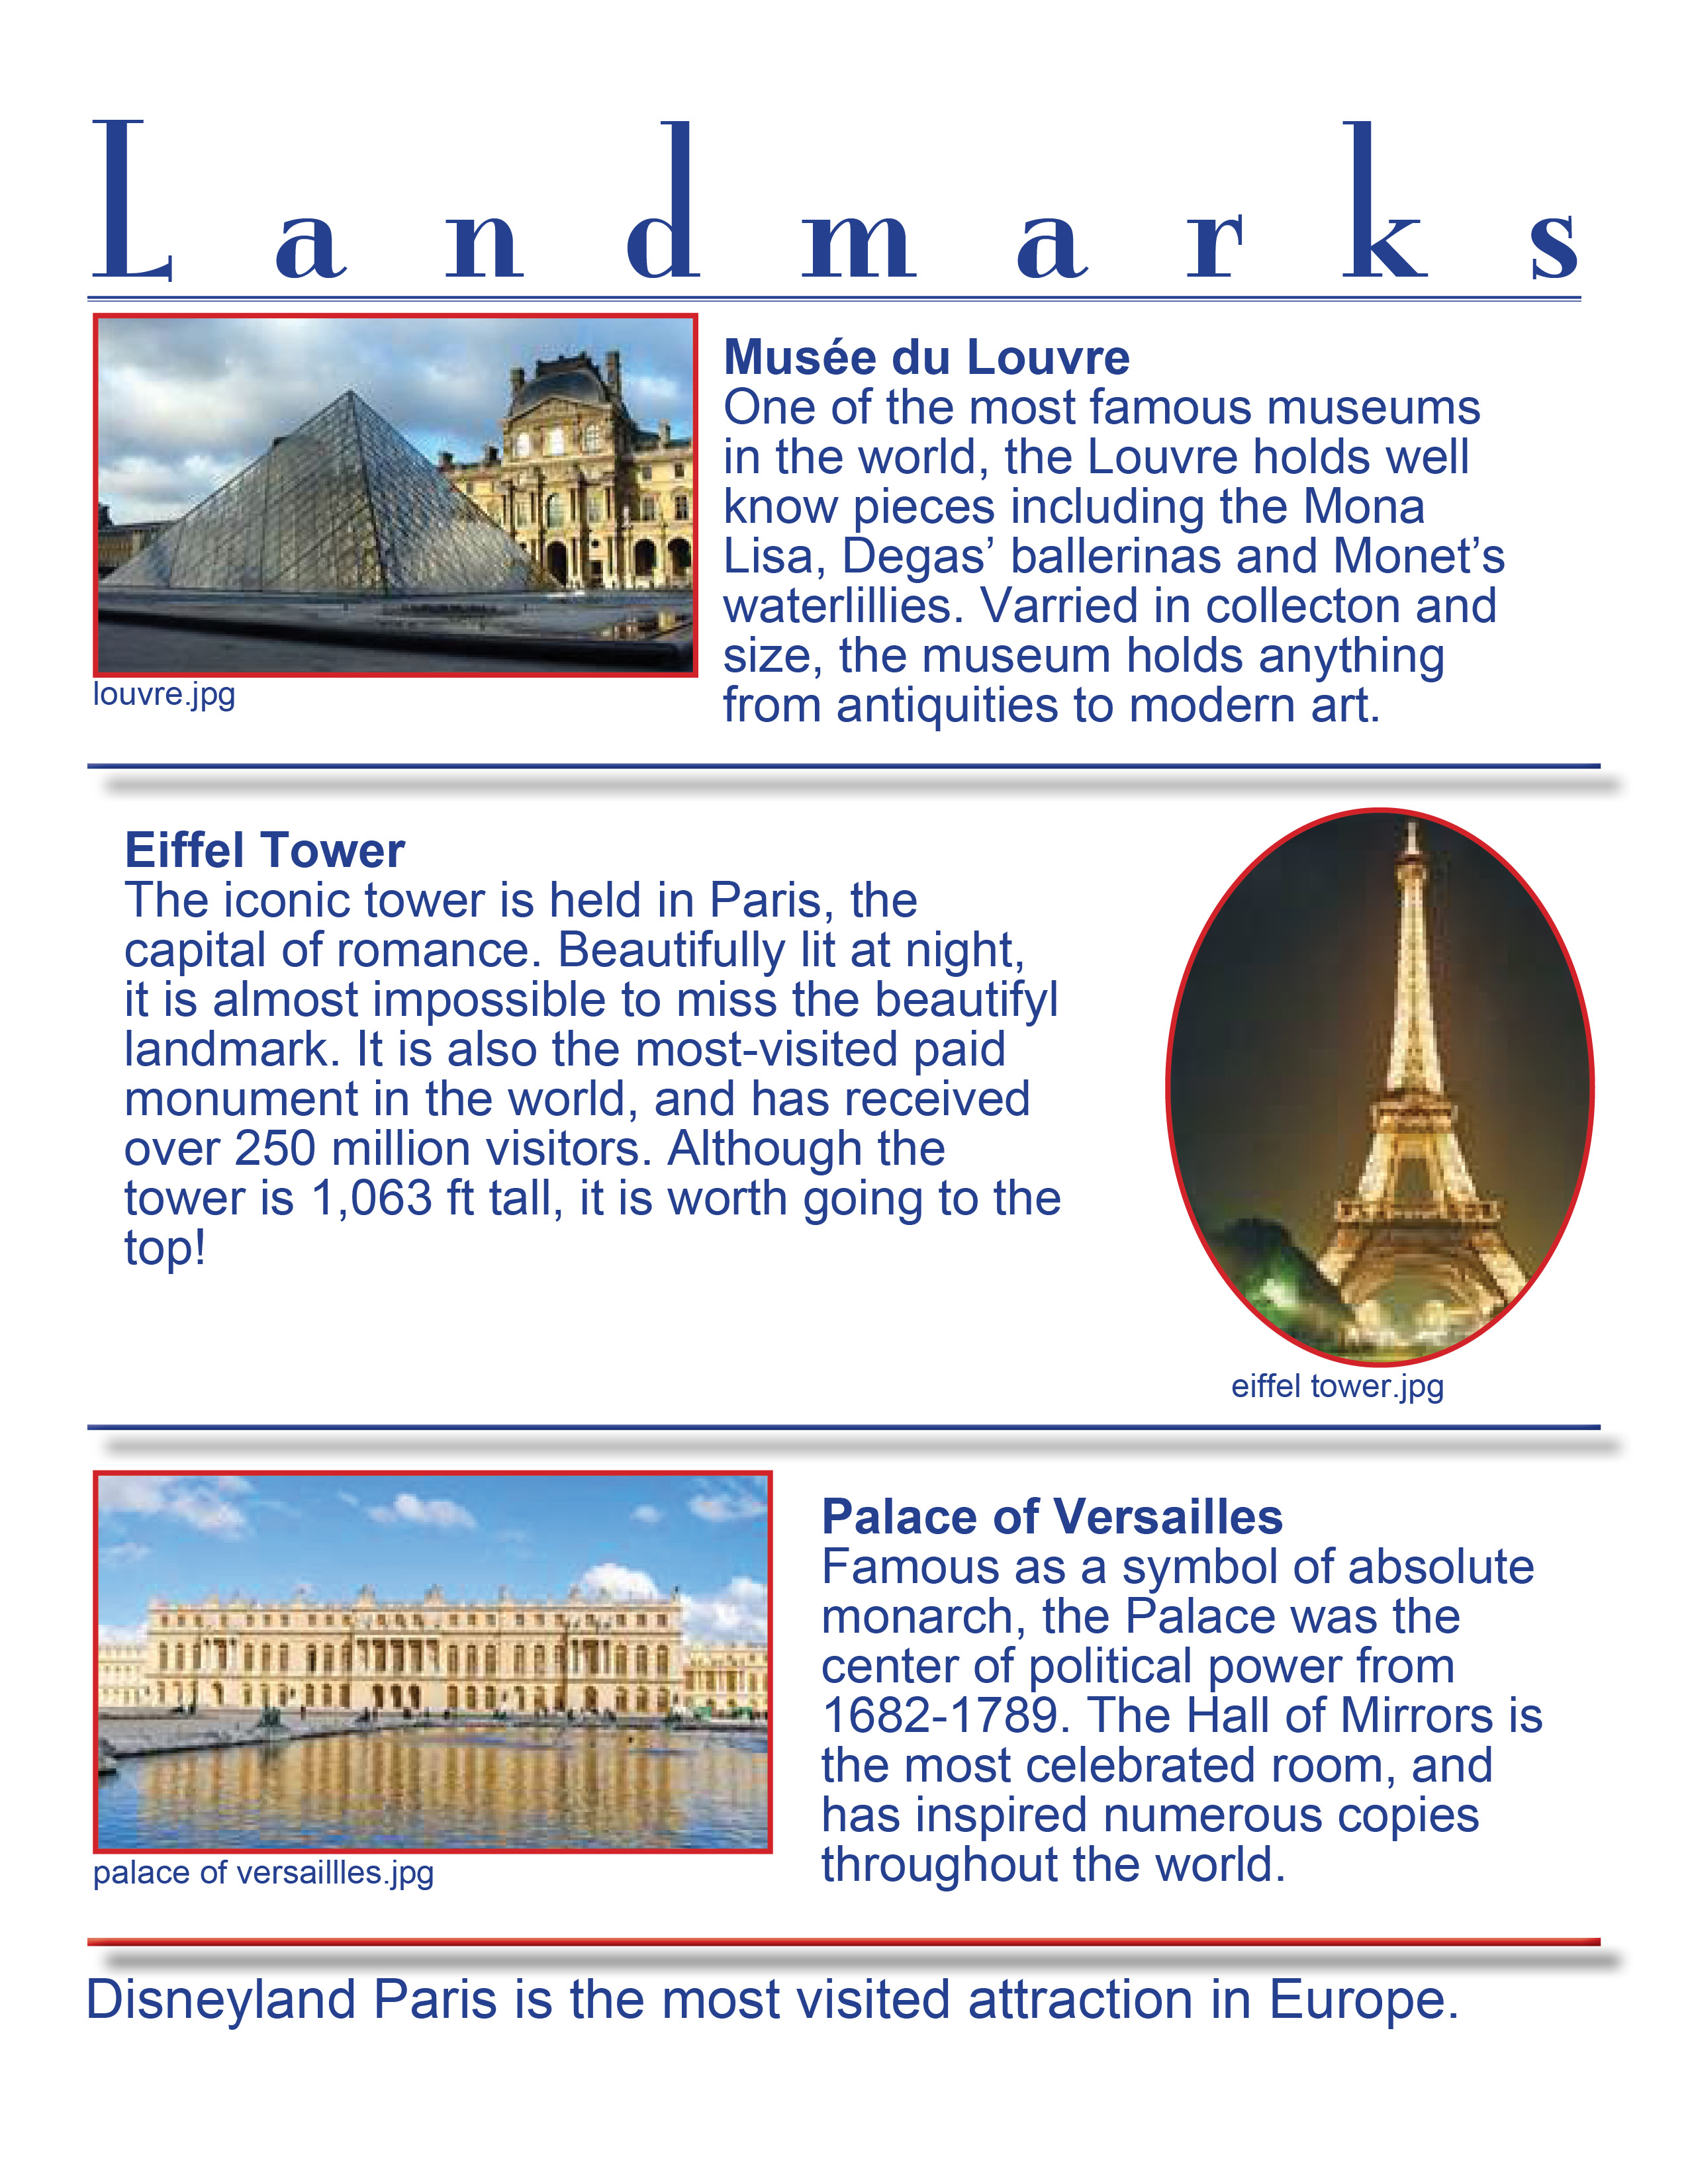 Landmarks
Musée du Louvre
One of the most famous museums
in the world, the Louvre holds well
know pieces including the Mona
Lisa, Degas’ ballerinas and Monet’s
waterlillies. Varried in collecton and
size, the museum holds anything
from antiquities to modern art.
louvre.jpg
Eiffel Tower
The iconic tower is held in Paris, the
capital of romance. Beautifully lit at night,
it is almost impossible to miss the beautifyl
landmark. It is also the most-visited paid
monument in the world, and has received
over 250 million visitors. Although the
tower is 1,063 ft tall, it is worth going to the
top!
eiffel tower.jpg
Palace of Versailles
Famous as a symbol of absolute
monarch, the Palace was the
center of political power from
1682-1789. The Hall of Mirrors is
the most celebrated room, and
has inspired numerous copies
throughout the world.
palace of versaillles.jpg
Disneyland Paris is the most visited attraction in Europe.